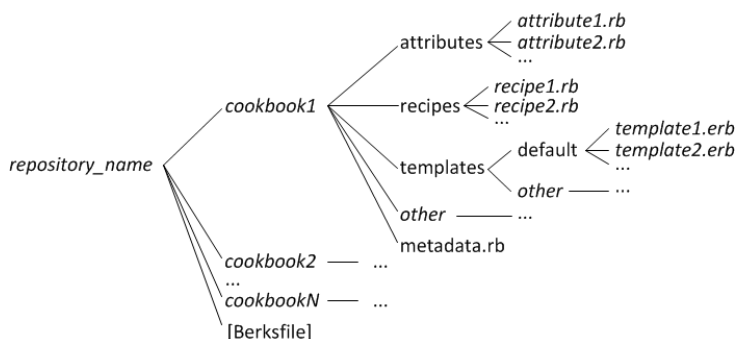 repository_name
cookbook1
attributes
attribute1.rb
attribute2.rb
...
recipes
recipe1.rb
recipe2.rb
...
templates
default
template1.erb
template2.erb
...
other
...
other
...
metadata.rb
cookbook2
...
...
cookbookN
...
[Berksfile]